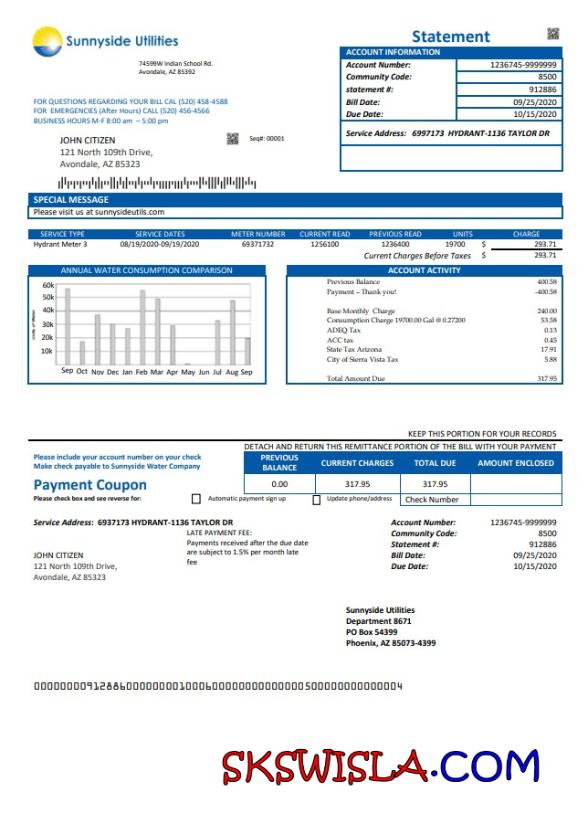 Sunnyside Utilities
74599W Indian School Rd.
Avondale, AZ 85392
FOR QUESTIONS REGARDING YOUR BILL CAL (520) 458-4588
FOR EMERGENCIES (After Hours) CALL (520) 456-4566
BUSINESS HOURS M-F 8:00 am – 5:00 pm
JOHN CITIZEN
121 North 109th Drive,
Avondale, AZ 85323
Seq#: 00001
Statement
ACCOUNT INFORMATION
Account Number: 1236745-9999999
Community Code: 8500
statement #: 912886
Bill Date: 09/25/2020
Due Date: 10/15/2020
Service Address: 6997173 HYDRANT-1136 TAYLOR DR
SPECIAL MESSAGE
Please visit us at sunnysideutils.com
SERVICE TYPE SERVICE DATES METER NUMBER CURRENT READ PREVIOUS READ UNITS CHARGE
Hydrant Meter 3 08/19/2020-09/19/2020 69371732 1256100 1236400 19700 $ 293.71
Current Charges Before Taxes $ 293.71
ANNUAL WATER CONSUMPTION COMPARISON
60k
50k
40k
30k
20k
10k
Sep Oct Nov Dec Jan Feb Mar Apr May Jun Jul Aug Sep
ACCOUNT ACTIVITY
Previous Balance 400.58
Payment – Thank you! -400.58
Base Monthly Charge 240.00
Consumption Charge 19700.00 Gal @ 0.27200 53.58
ADEQ Tax 0.13
ACC tax 0.45
State Tax Arizona 17.91
City of Sierra Vista Tax 5.88
Total Amount Due 317.95
KEEP THIS PORTION FOR YOUR RECORDS
DETACH AND RETURN THIS REMITTANCE PORTION OF THE BILL WITH YOUR PAYMENT
Please include your account number on your check
Make check payable to Sunnyside Water Company
Payment Coupon
Please check box and see reverse for:
Automatic payment sign up
Update phone/address
PREVIOUS BALANCE CURRENT CHARGES TOTAL DUE AMOUNT ENCLOSED
0.00 317.95 317.95
Check Number
Service Address: 6937173 HYDRANT-1136 TAYLOR DR
LATE PAYMENT FEE:
Payments received after the due date
are subject to 1.5% per month late
fee
JOHN CITIZEN
121 North 109th Drive,
Avondale, AZ 85323
Account Number: 1236745-9999999
Community Code: 8500
Statement #: 912886
Bill Date: 09/25/2020
Due Date: 10/15/2020
Sunnyside Utilities
Department 8671
PO Box 54399
Phoenix, AZ 85073-4399
SKSWISLA.COM